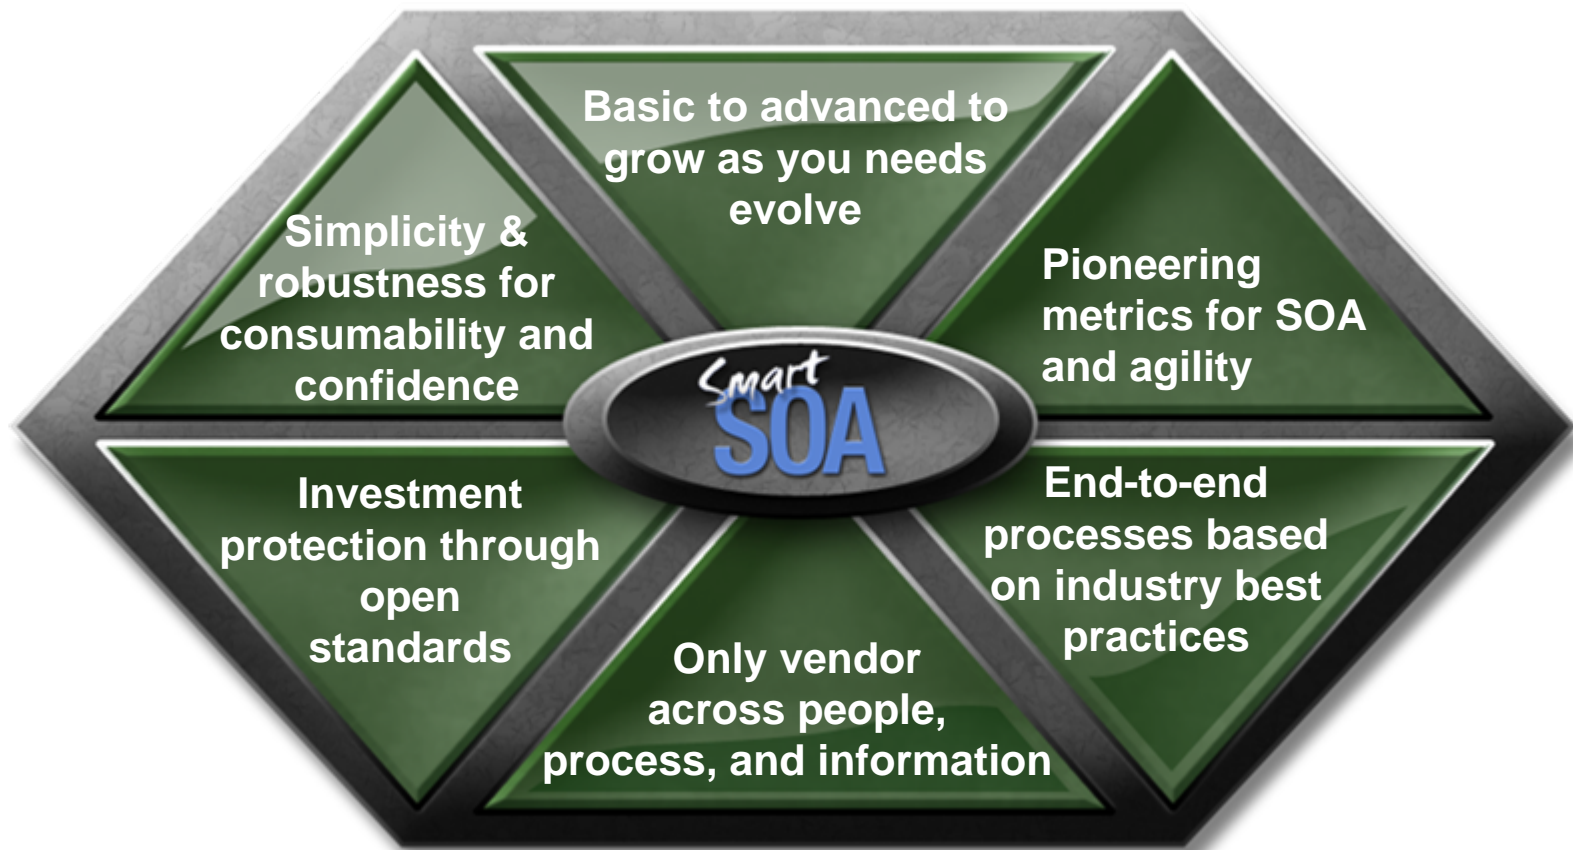 Basic to advanced to
grow as you needs
evolve
Simplicity &
robustness for
consumability and
confidence
Pioneering
metrics for SOA
and agility
Smart
SOA
Investment
protection through
open
standards
End-to-end
processes based
on industry best
practices
Only vendor
across people,
process, and information